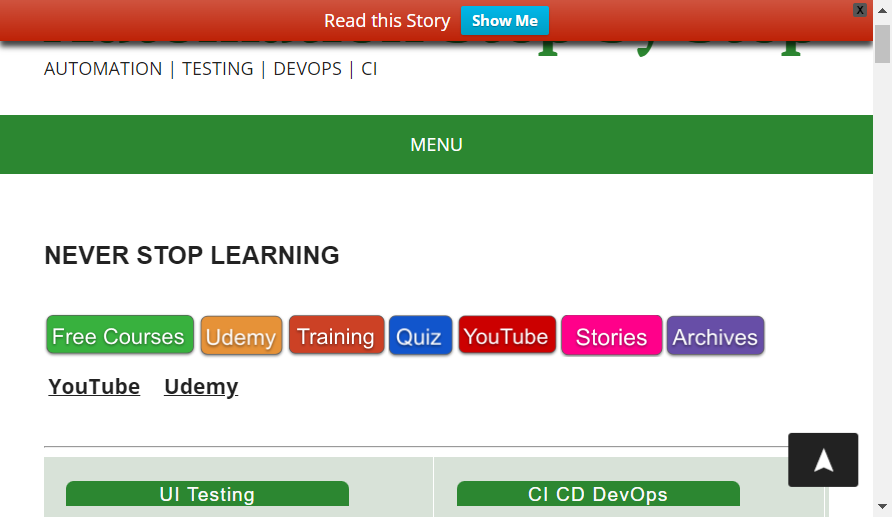 Read this Story Show Me X
AUTOMATION | TESTING | DEVOPS | CI
MENU
NEVER STOP LEARNING
Free Courses Udemy Training Quiz YouTube Stories Archives
YouTube Udemy
UI Testing CI CD DevOps